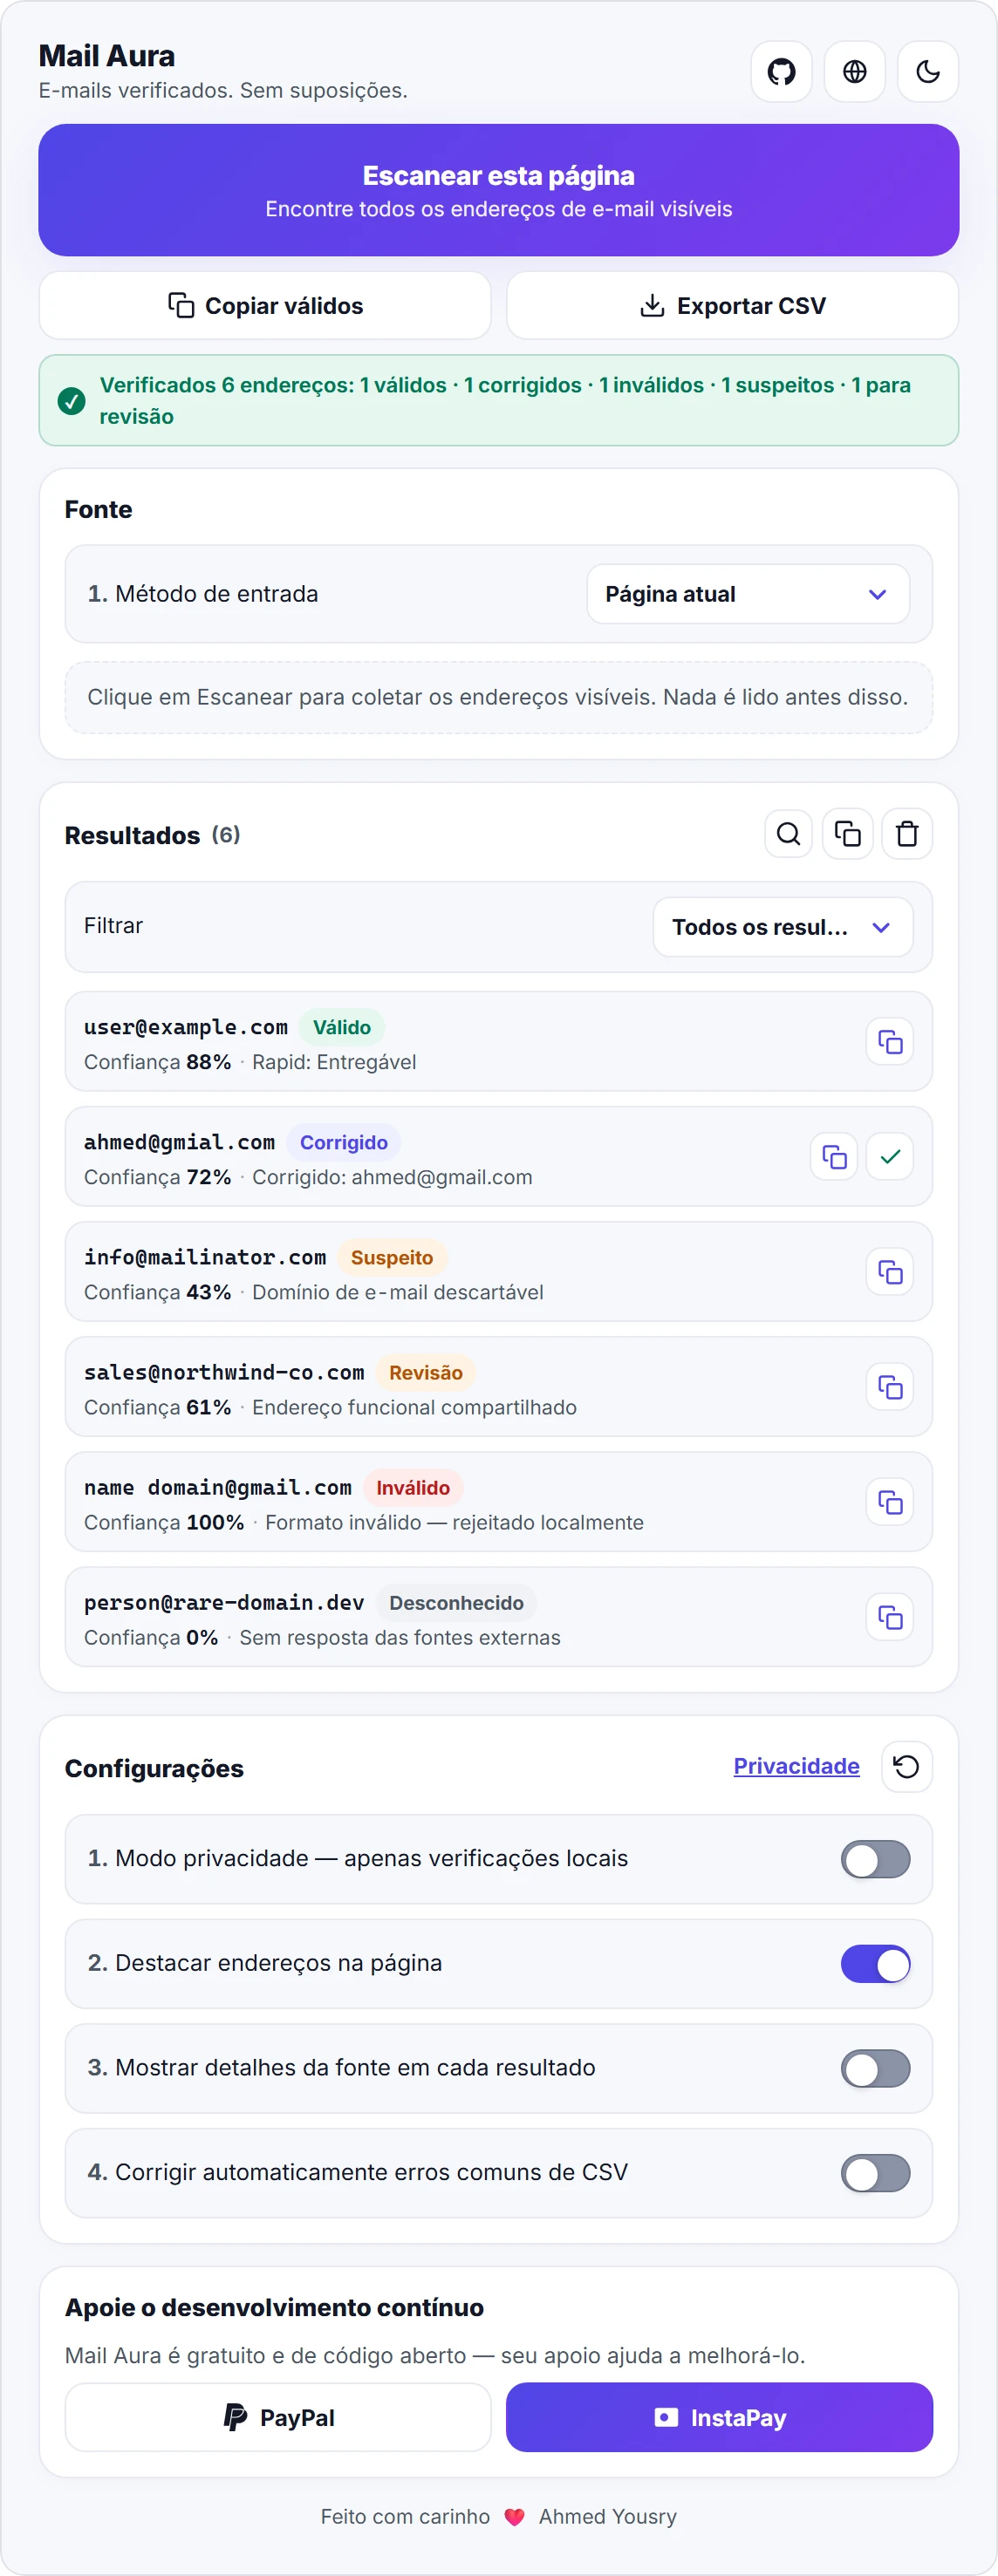 Mail Aura
E-mails verificados. Sem suposições.
Escanear esta página
Encontre todos os endereços de e-mail visíveis
Copiar válidos
Exportar CSV
Verificados 6 endereços: 1 válidos · 1 corrigidos · 1 inválidos · 1 suspeitos · 1 para
revisão
Fonte
1. Método de entrada
Página atual
Clique em Escanear para coletar os endereços visíveis. Nada é lido antes disso.
Resultados (6)
Filtrar
Todos os resul...
user@example.com Válido
Confiança 88% · Rapid: Entregável
ahmed@gmial.com Corrigido
Confiança 72% · Corrigido: ahmed@gmail.com
info@mailinator.com Suspeito
Confiança 43% · Domínio de e-mail descartável
sales@northwind-co.com Revisão
Confiança 61% · Endereço funcional compartilhado
name domain@gmail.com Inválido
Confiança 100% · Formato inválido — rejeitado localmente
person@rare-domain.dev Desconhecido
Confiança 0% · Sem resposta das fontes externas
Configurações
Privacidade
1. Modo privacidade — apenas verificações locais
2. Destacar endereços na página
3. Mostrar detalhes da fonte em cada resultado
4. Corrigir automaticamente erros comuns de CSV
Apoie o desenvolvimento contínuo
Mail Aura é gratuito e de código aberto — seu apoio ajuda a melhorá-lo.
PayPal
InstaPay
Feito com carinho ❤️ Ahmed Yousry